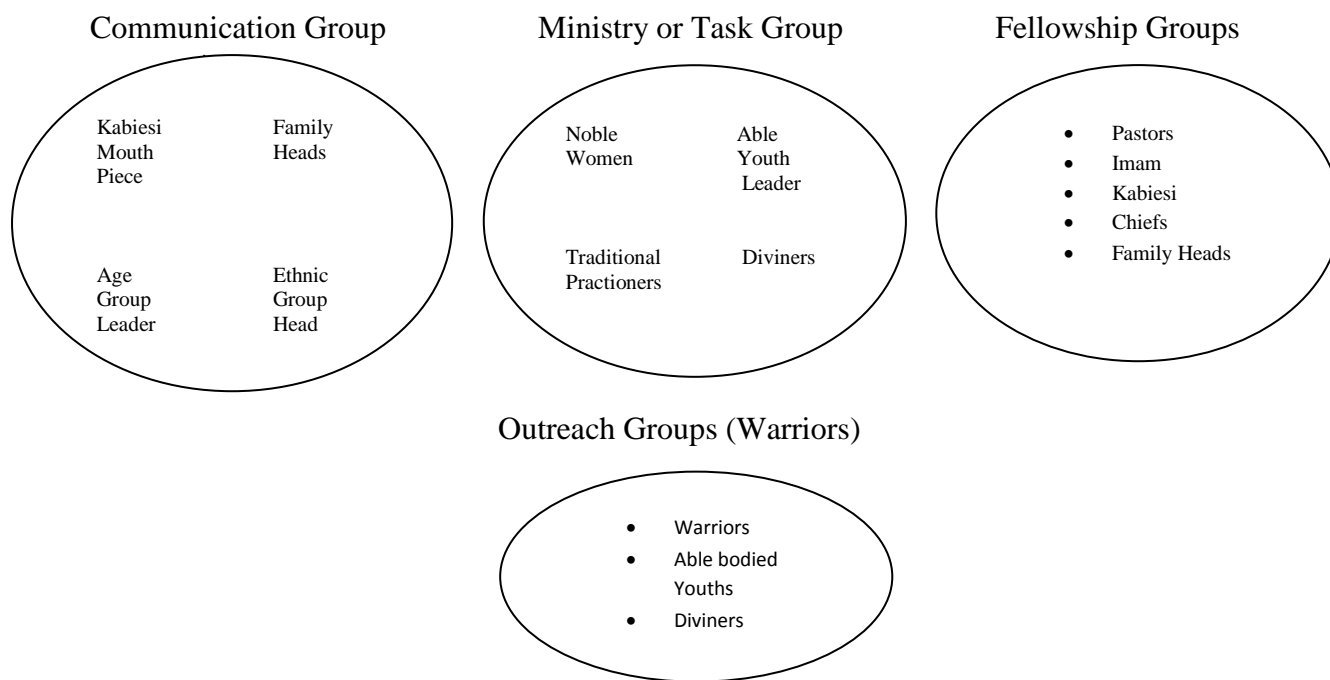 Communication Group
Kabiesi
Mouth
Piece
Family
Heads
Age
Group
Leader
Ethnic
Group
Head
Ministry or Task Group
Noble
Women
Able
Youth
Leader
Traditional
Practioners
Diviners
Fellowship Groups
• Pastors
• Imam
• Kabiesi
• Chiefs
• Family Heads
Outreach Groups (Warriors)
• Warriors
• Able bodied
Youths
• Diviners